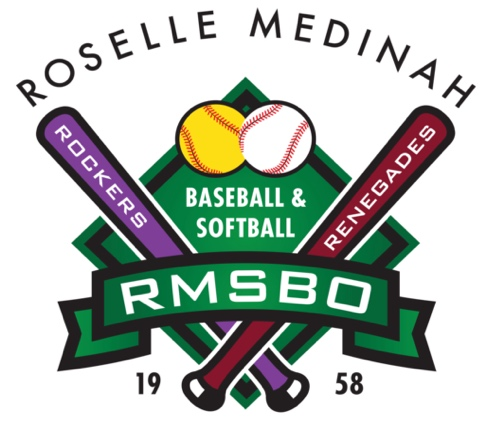 ROSELLE MEDINAH
ROCKERS
RENEGADES
BASEBALL &
SOFTBALL
RMSBO
19 58